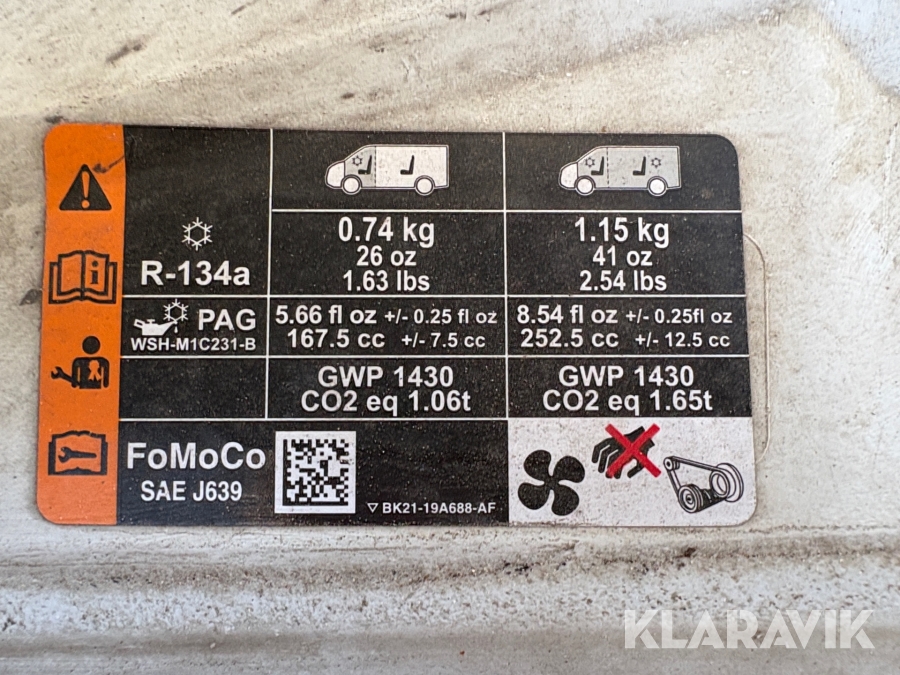 R-134a
0.74 kg
26 oz
1.63 lbs
1.15 kg
41 oz
2.54 lbs
PAG
WSH-M1C231-B
5.66 fl oz +/- 0.25 fl oz
167.5 cc +/- 7.5 cc
8.54 fl oz +/- 0.25fl oz
252.5 cc +/- 12.5 cc
GWP 1430
CO2 eq 1.06t
GWP 1430
CO2 eq 1.65t
FoMoCo
SAE J639
BK21-19A688-AF
KLARAVIK